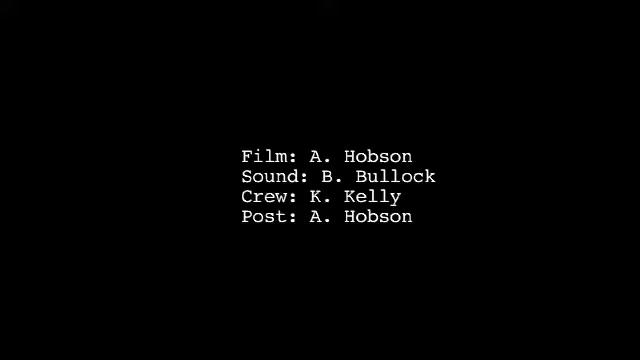 Film: A. Hobson
Sound: B. Bullock
Crew: K. Kelly
Post: A. Hobson